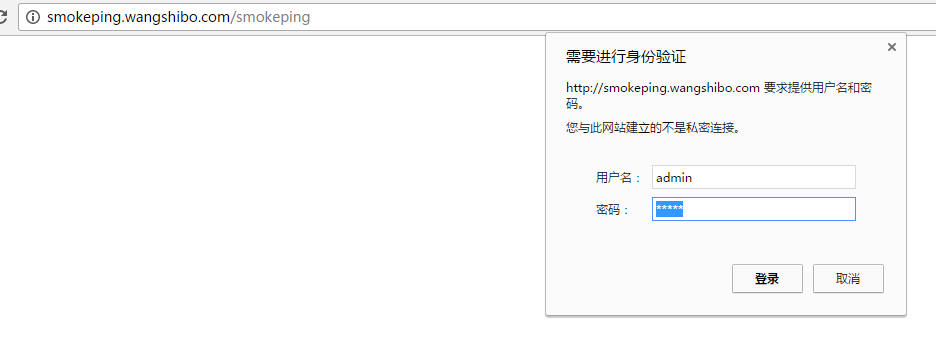 smokeping.wangshibo.com/smokeping
需要进行身份验证
http://smokeping.wangshibo.com 要求提供用户名和密
码。
您与此网站建立的不是私密连接。
用户名： admin
密码： *****
登录 取消